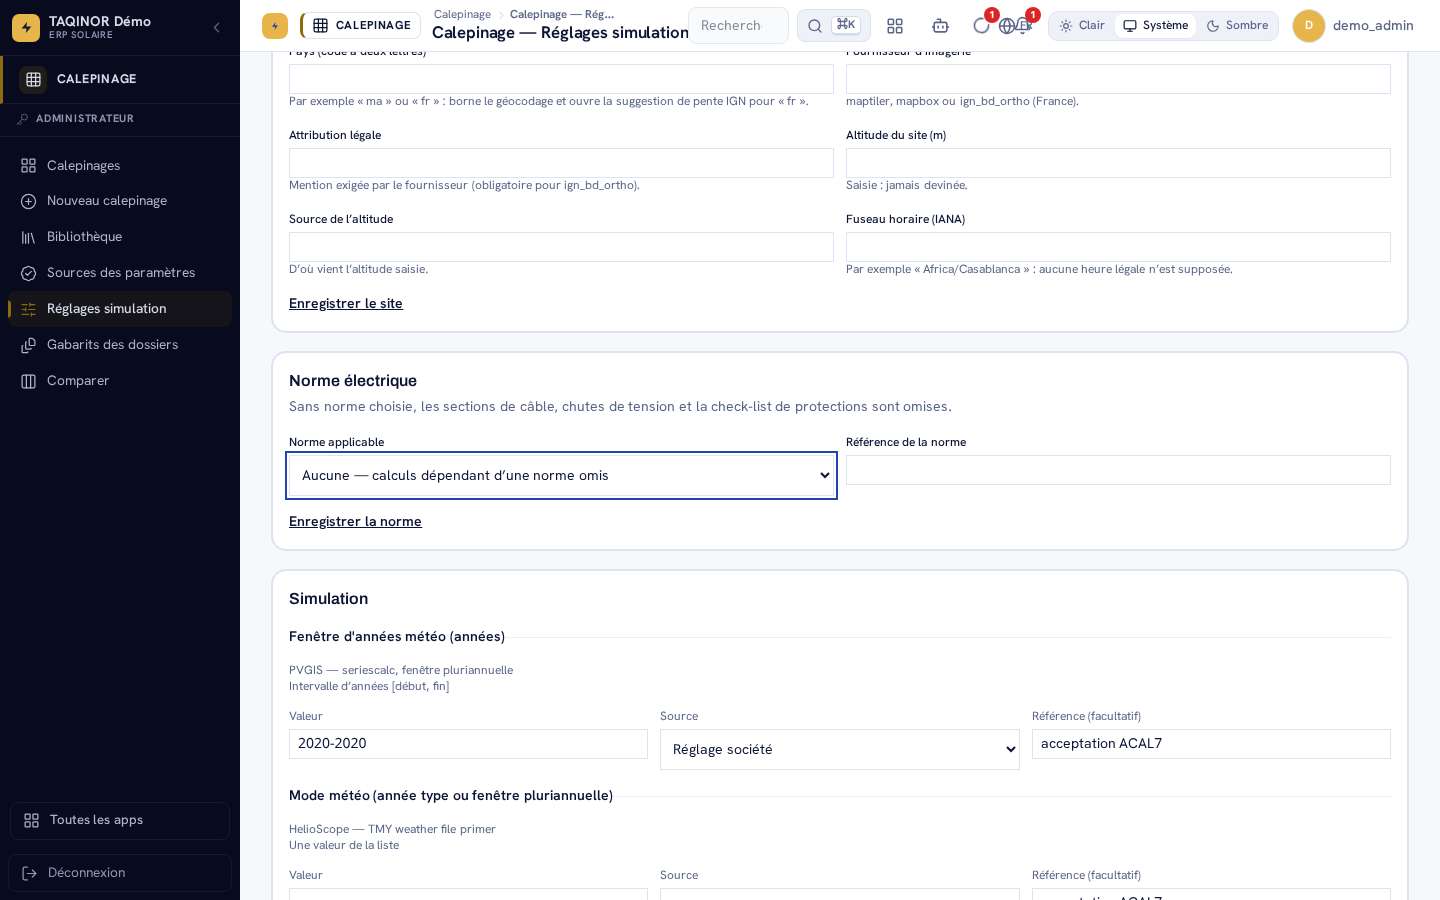 TAQINOR Démo
ERP SOLAIRE
CALEPINAGE
ADMINISTRATEUR
Calepinages
Nouveau calepinage
Bibliothèque
Sources des paramètres
Réglages simulation
Gabarits des dossiers
Comparer
Toutes les apps
Déconnexion
CALEPINAGE
Calepinage
Calepinage — Rég…
Calepinage — Réglages simulation
Recherch
⌘K
1
1
Clair
Système
Sombre
D
demo_admin
Pays (code à deux lettres)
Fournisseur d'imagerie
Par exemple « ma » ou « fr » : borne le géocodage et ouvre la suggestion de pente IGN pour « fr ».
maptiler, mapbox ou ign_bd_ortho (France).
Attribution légale
Altitude du site (m)
Mention exigée par le fournisseur (obligatoire pour ign_bd_ortho).
Saisie ; jamais devinée.
Source de l’altitude
Fuseau horaire (IANA)
D’où vient l’altitude saisie.
Par exemple « Africa/Casablanca » : aucune heure légale n’est supposée.
Enregistrer le site
Norme électrique
Sans norme choisie, les sections de câble, chutes de tension et la check-list de protections sont omises.
Norme applicable
Référence de la norme
Aucune — calculs dépendant d’une norme omis
Enregistrer la norme
Simulation
Fenêtre d'années météo (années)
PVGIS — seriescalc, fenêtre pluriannuelle
Intervalle d’années [début, fin]
Valeur
Source
Référence (facultatif)
2020-2020
Réglage société
acceptation ACAL7
Mode météo (année type ou fenêtre pluriannuelle)
HelioScope — TMY weather file primer
Une valeur de la liste
Valeur
Source
Référence (facultatif)
acceptation ACAL7